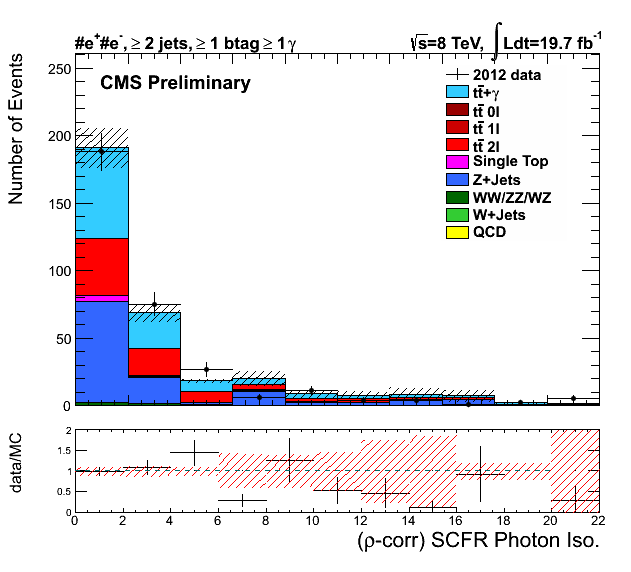 #e⁺#e⁻, ≥ 2 jets, ≥ 1 btag ≥ 1 γ
√s=8 TeV, ∫ Ldt=19.7 fb⁻¹
CMS Preliminary
2012 data
tt̄+γ
tt̄ 0l
tt̄ 1l
tt̄ 2l
Single Top
Z+Jets
WW/ZZ/WZ
W+Jets
QCD
Number of Events
250
200
150
100
50
0
data/MC
2
1.5
1
0.5
0
0 2 4 6 8 10 12 14 16 18 20 22
(ρ-corr) SCFR Photon Iso.